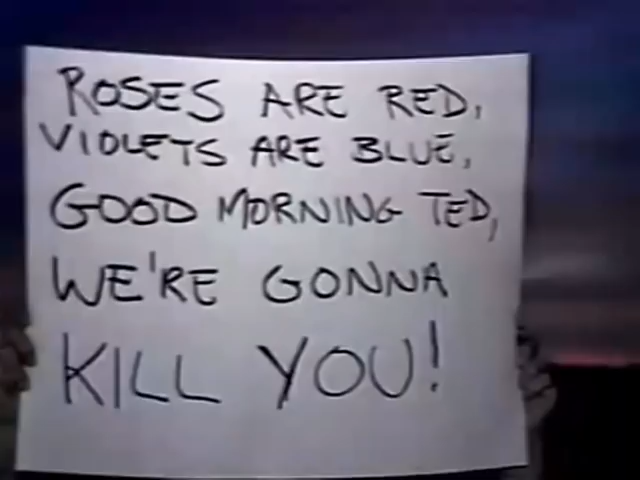 ROSES ARE RED,
VIOLETS ARE BLUE,
GOOD MORNING TED,
WE'RE GONNA
KILL YOU!